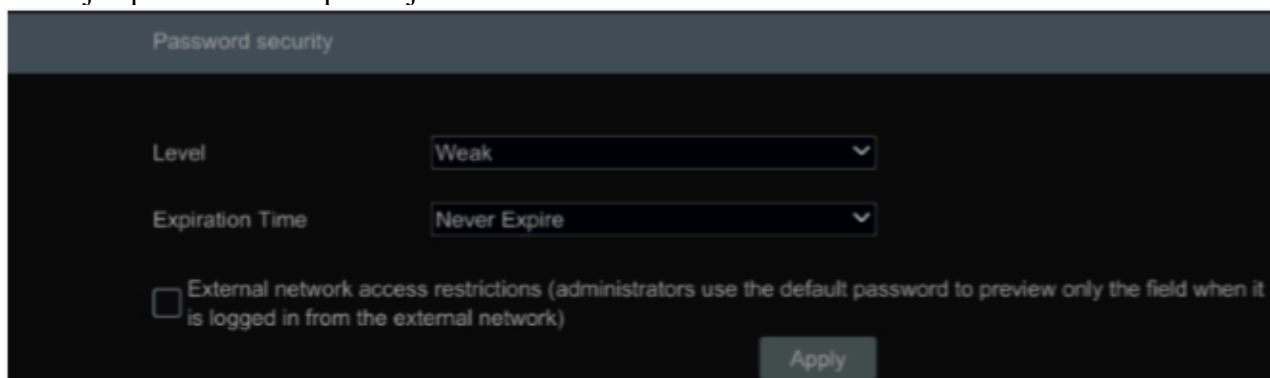 Password security
Level Weak
Expiration Time Never Expire
External network access restrictions (administrators use the default password to preview only the field when it
is logged in from the external network)
Apply